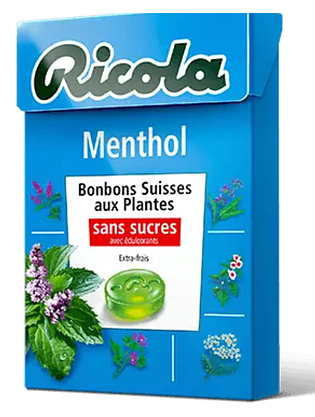 Ricola
Menthol
Bonbons Suisses
aux Plantes
sans sucres
avec édulcorants
Extra-frais